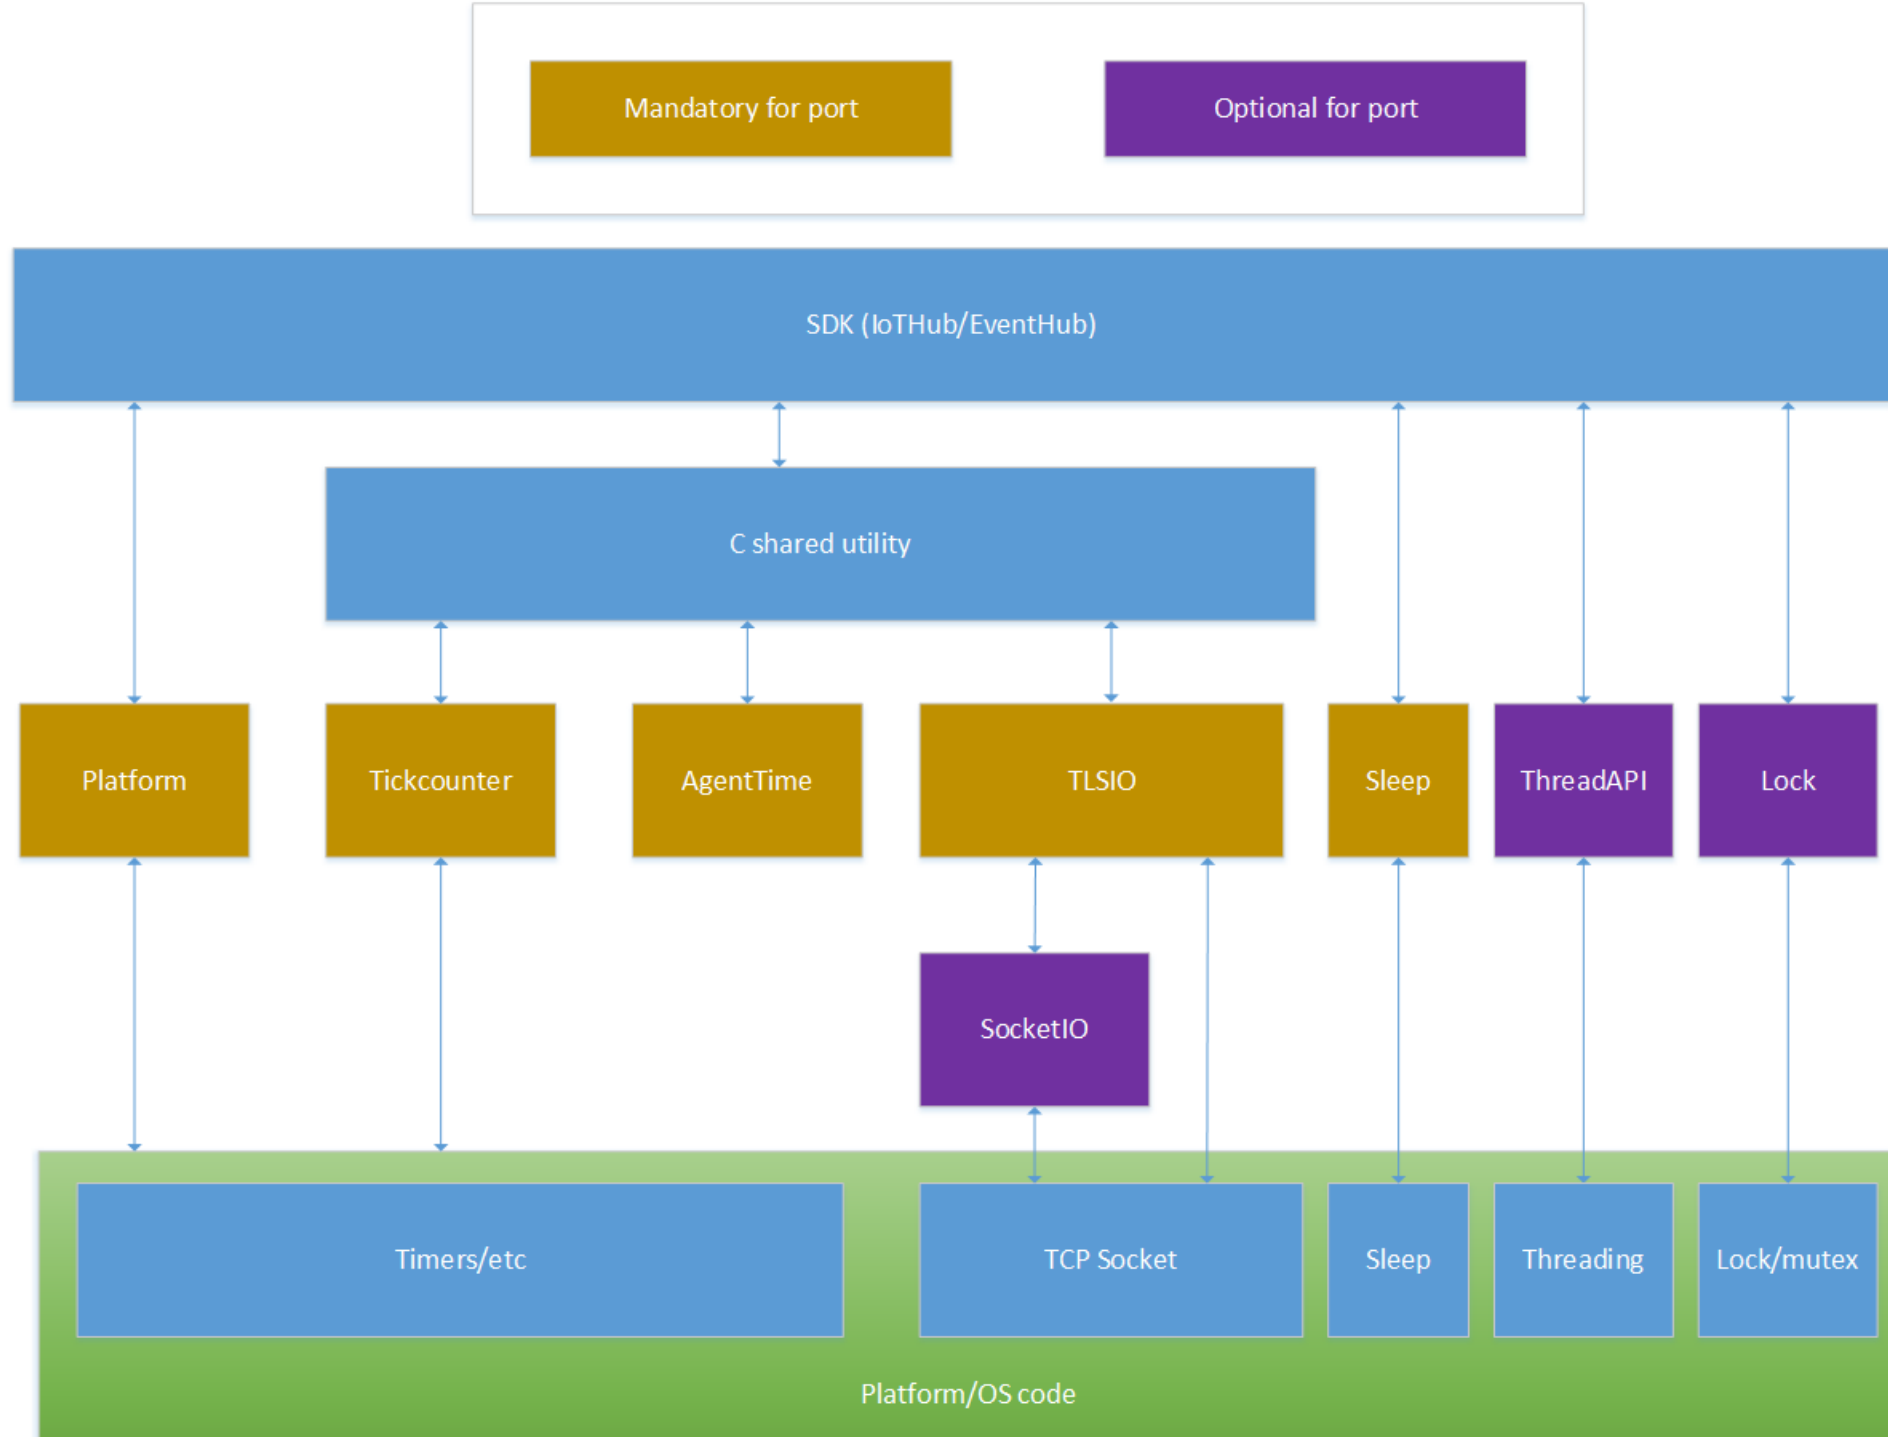 Mandatory for port
Optional for port
SDK (IoTHub/EventHub)
C shared utility
Platform
Tickcounter
AgentTime
TLSIO
Sleep
ThreadAPI
Lock
SocketIO
Timers/etc
TCP Socket
Sleep
Threading
Lock/mutex
Platform/OS code